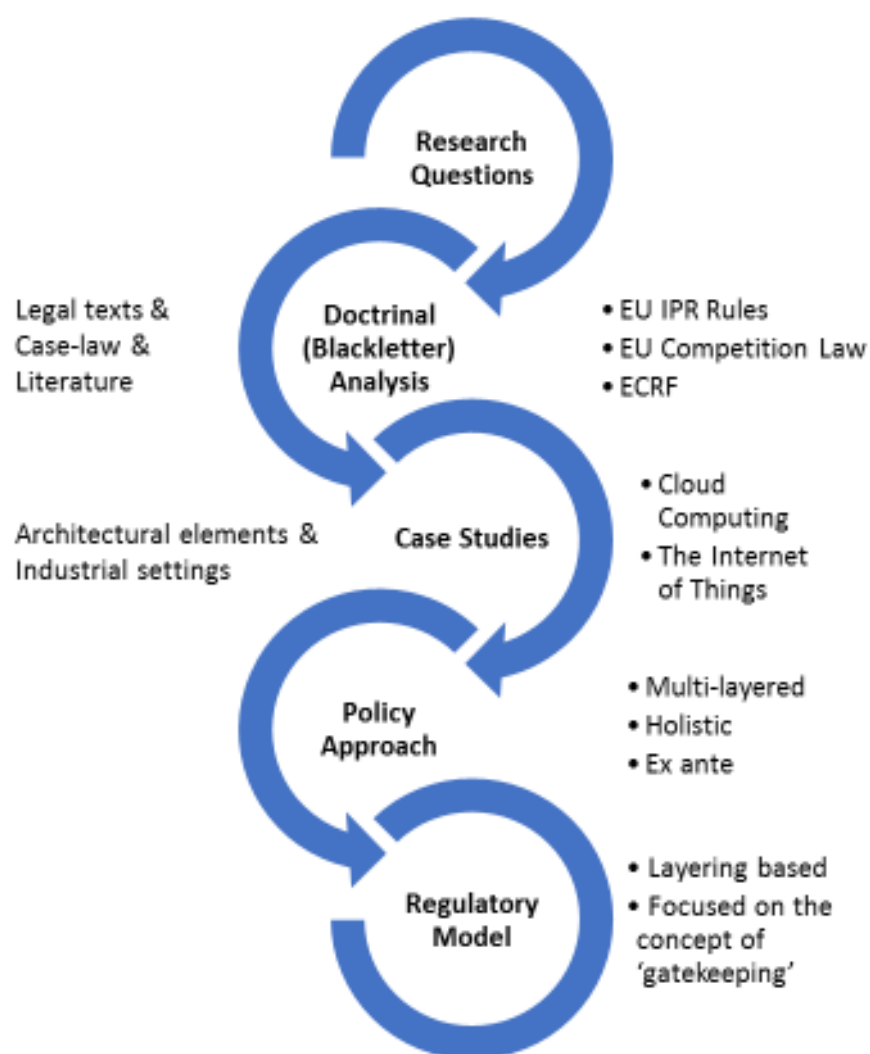 Research
Questions
Legal texts &
Case-law &
Literature
Doctrinal
(Blackletter)
Analysis
• EU IPR Rules
• EU Competition Law
• ECRF
Architectural elements &
Industrial settings
Case Studies
• Cloud
Computing
• The Internet
of Things
Policy
Approach
• Multi-layered
• Holistic
• Ex ante
Regulatory
Model
• Layering based
• Focused on the
concept of
‘gatekeeping’